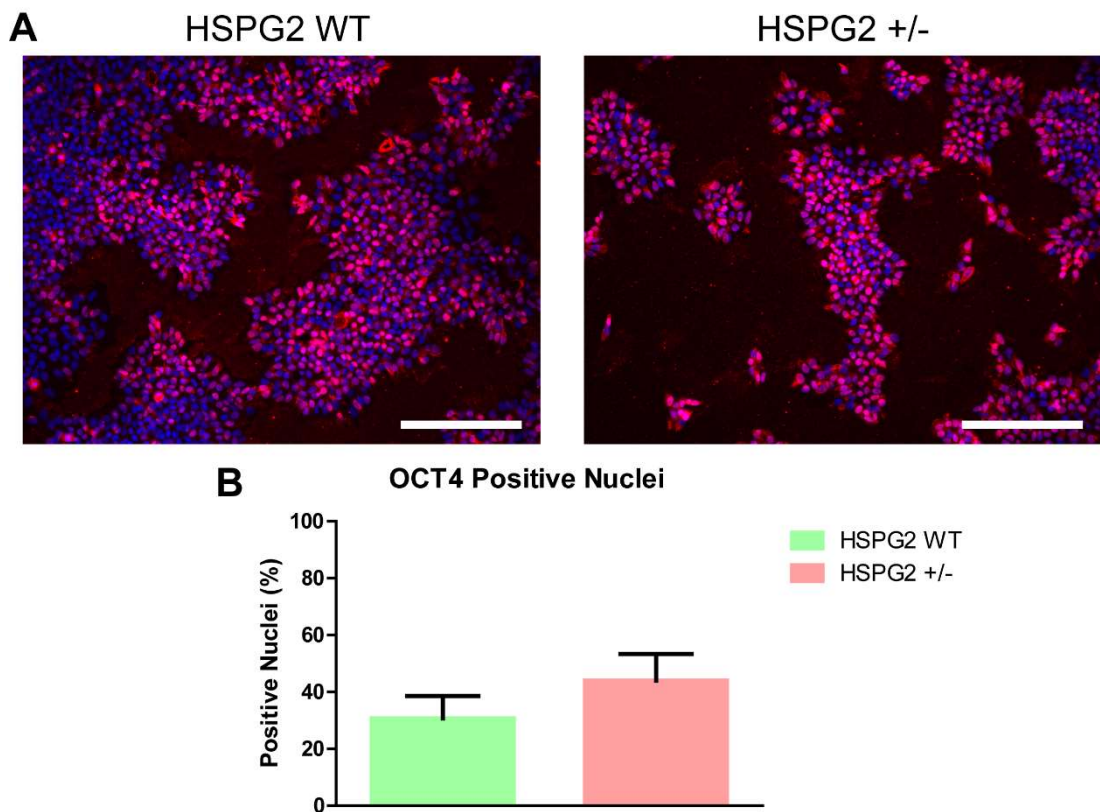 A
HSPG2 WT
HSPG2 +/-
B
OCT4 Positive Nuclei
Positive Nuclei (%)
100
80
60
40
20
0
HSPG2 WT
HSPG2 +/-